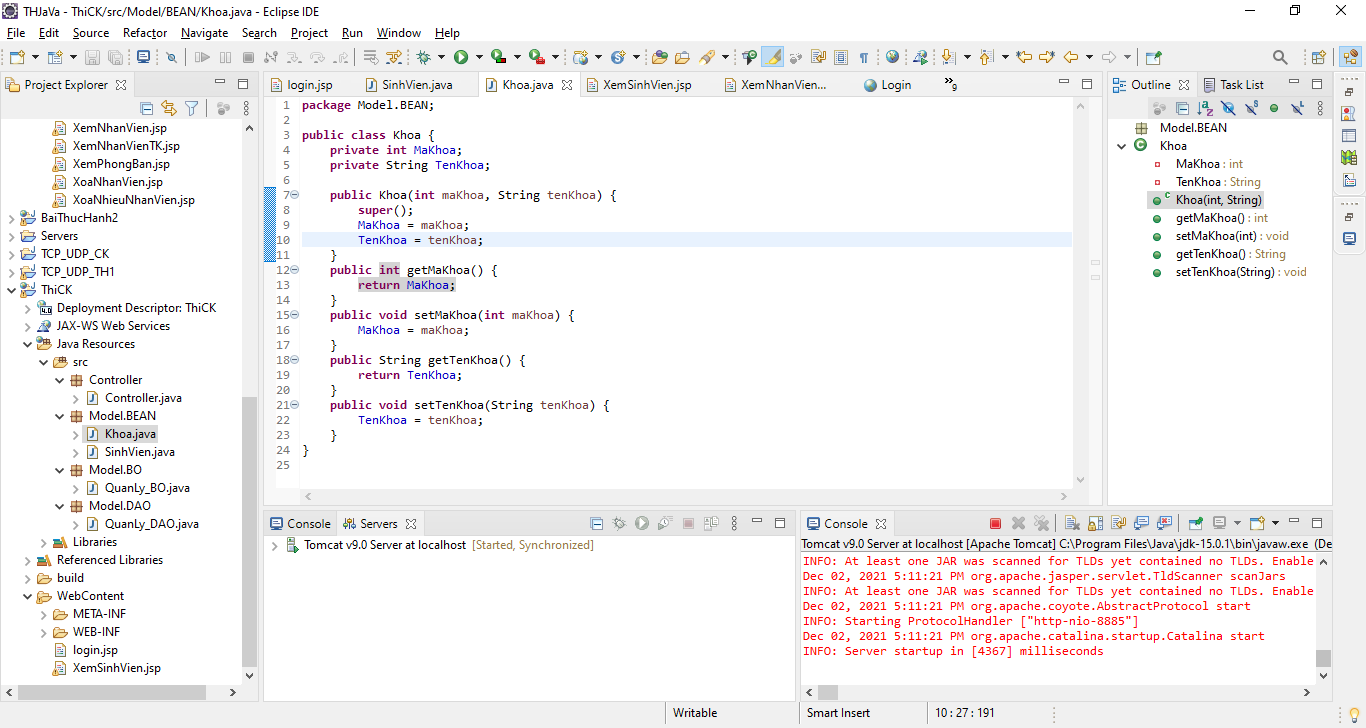 THJaVa - ThiCK/src/Model/BEAN/Khoa.java - Eclipse IDE
File Edit Source Refactor Navigate Search Project Run Window Help
Project Explorer
XemNhanVien.jsp
XemNhanVienTK.jsp
XemPhongBan.jsp
XoaNhanVien.jsp
XoaNhieuNhanVien.jsp
BaiThucHanh2
Servers
TCP_UDP_CK
TCP_UDP_TH1
ThiCK
Deployment Descriptor: ThiCK
JAX-WS Web Services
Java Resources
src
Controller
Controller.java
Model.BEAN
Khoa.java
SinhVien.java
Model.BO
QuanLy_BO.java
Model.DAO
QuanLy_DAO.java
Libraries
Referenced Libraries
build
WebContent
META-INF
WEB-INF
login.jsp
XemSinhVien.jsp
login.jsp SinhVien.java Khoa.java XemSinhVien.jsp XemNhanVien... Login »9
1 package Model.BEAN;
2
3 public class Khoa {
4 private int MaKhoa;
5 private String TenKhoa;
6
7 public Khoa(int maKhoa, String tenKhoa) {
8 super();
9 MaKhoa = maKhoa;
10 TenKhoa = tenKhoa;
11 }
12 public int getMaKhoa() {
13 return MaKhoa;
14 }
15 public void setMaKhoa(int maKhoa) {
16 MaKhoa = maKhoa;
17 }
18 public String getTenKhoa() {
19 return TenKhoa;
20 }
21 public void setTenKhoa(String tenKhoa) {
22 TenKhoa = tenKhoa;
23 }
24 }
25
Outline Task List
Model.BEAN
Khoa
MaKhoa : int
TenKhoa : String
Khoa(int, String)
getMaKhoa() : int
setMaKhoa(int) : void
getTenKhoa() : String
setTenKhoa(String) : void
Console Servers
Tomcat v9.0 Server at localhost [Started, Synchronized]
Console
Tomcat v9.0 Server at localhost [Apache Tomcat] C:\Program Files\Java\jdk-15.0.1\bin\javaw.exe (De
INFO: At least one JAR was scanned for TLDs yet contained no TLDs. Enable
Dec 02, 2021 5:11:21 PM org.apache.jasper.servlet.TldScanner scanJars
INFO: At least one JAR was scanned for TLDs yet contained no TLDs. Enable
Dec 02, 2021 5:11:21 PM org.apache.coyote.AbstractProtocol start
INFO: Starting ProtocolHandler ["http-nio-8885"]
Dec 02, 2021 5:11:21 PM org.apache.catalina.startup.Catalina start
INFO: Server startup in [4367] milliseconds
Writable Smart Insert 10 : 27 : 191